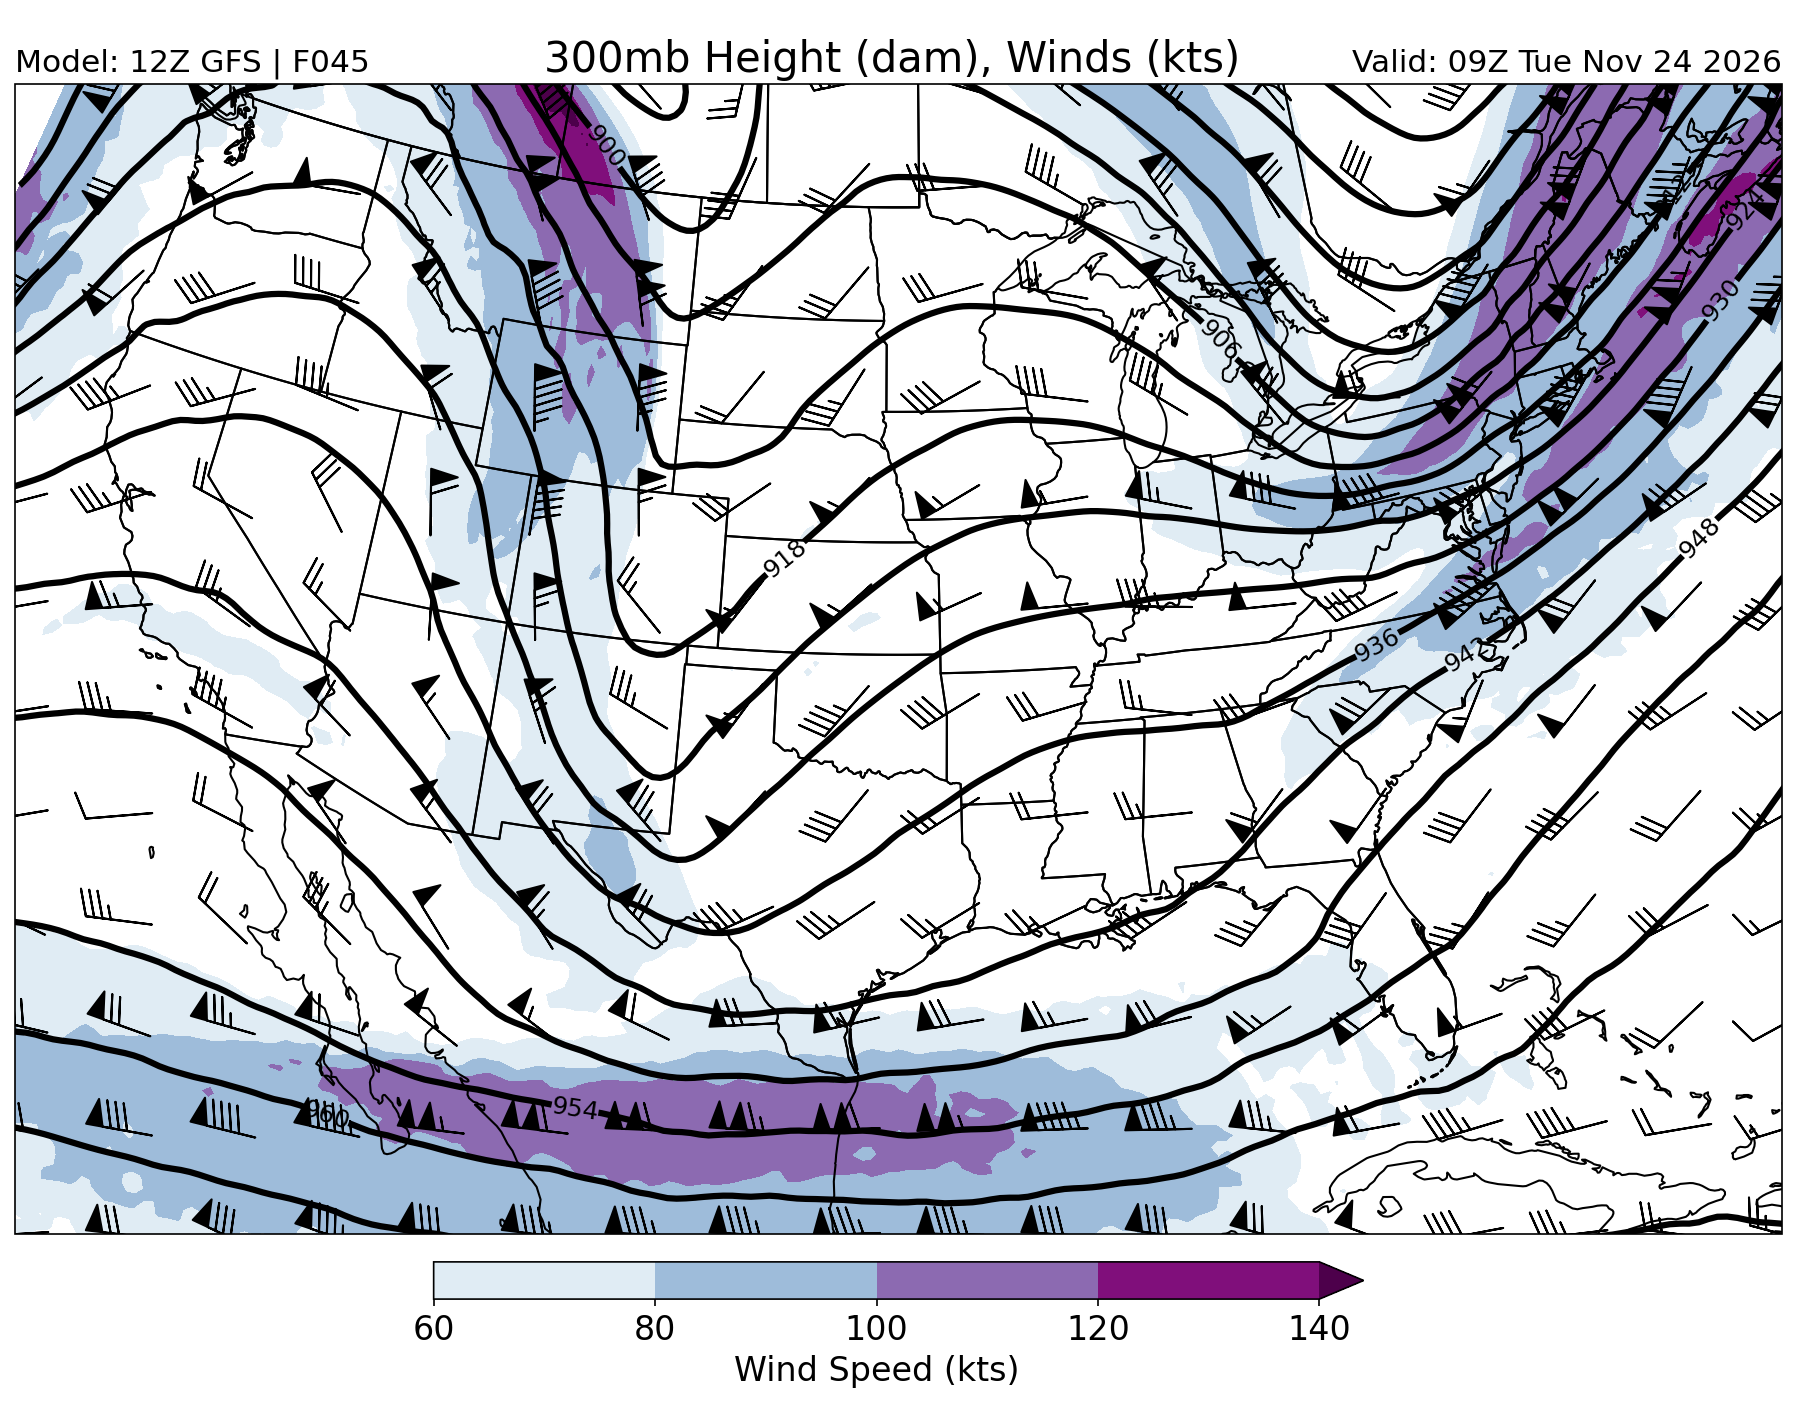 Model: 12Z GFS | F045
300mb Height (dam), Winds (kts)
Valid: 09Z Tue Nov 24 2026
900
924
930
906
918
948
936
942
954
960
60 80 100 120 140
Wind Speed (kts)